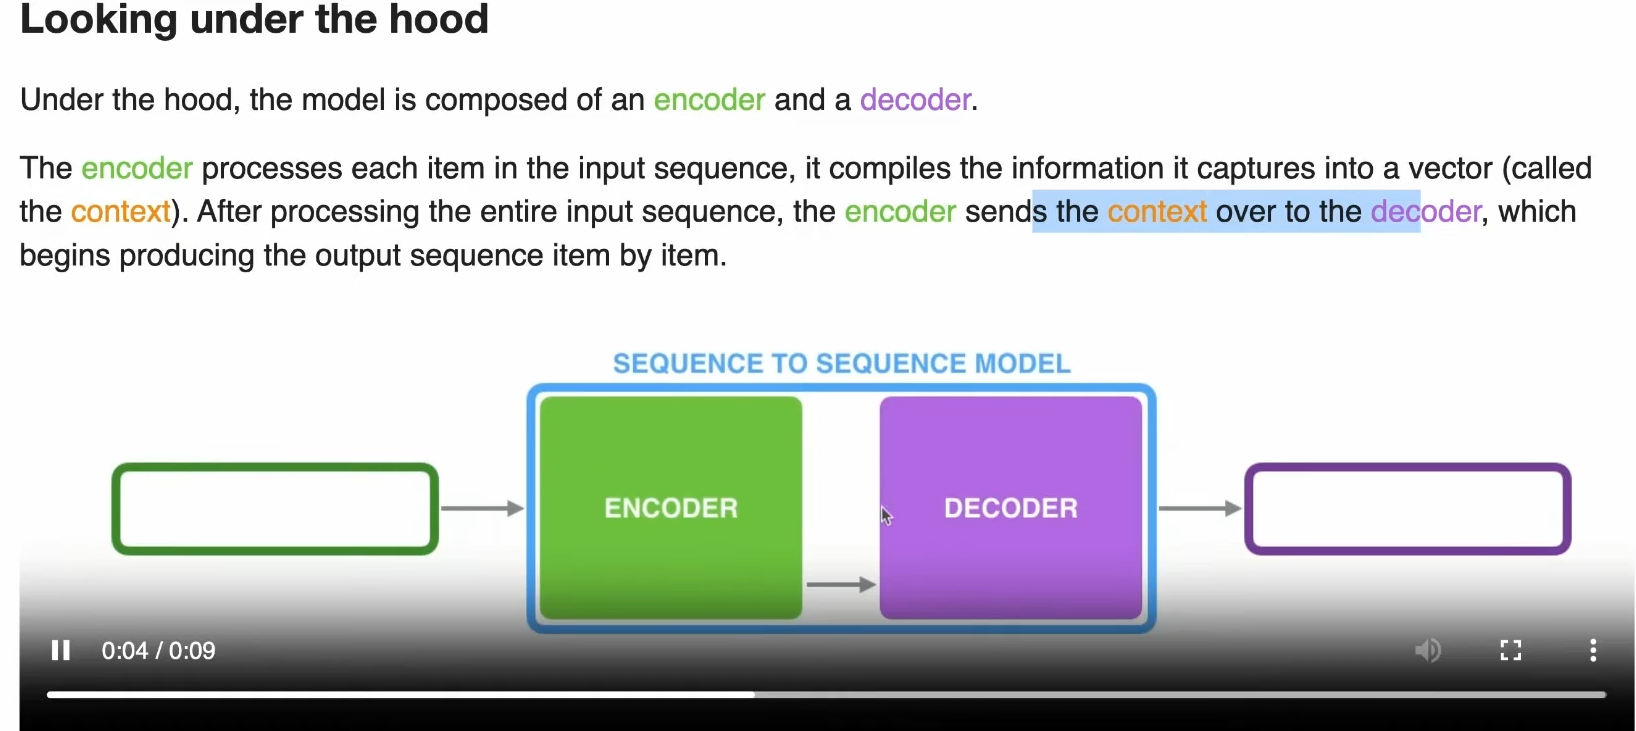 Looking under the hood
Under the hood, the model is composed of an encoder and a decoder.
The encoder processes each item in the input sequence, it compiles the information it captures into a vector (called
the context). After processing the entire input sequence, the encoder sends the context over to the decoder, which
begins producing the output sequence item by item.
SEQUENCE TO SEQUENCE MODEL
ENCODER
DECODER
0:04 / 0:09